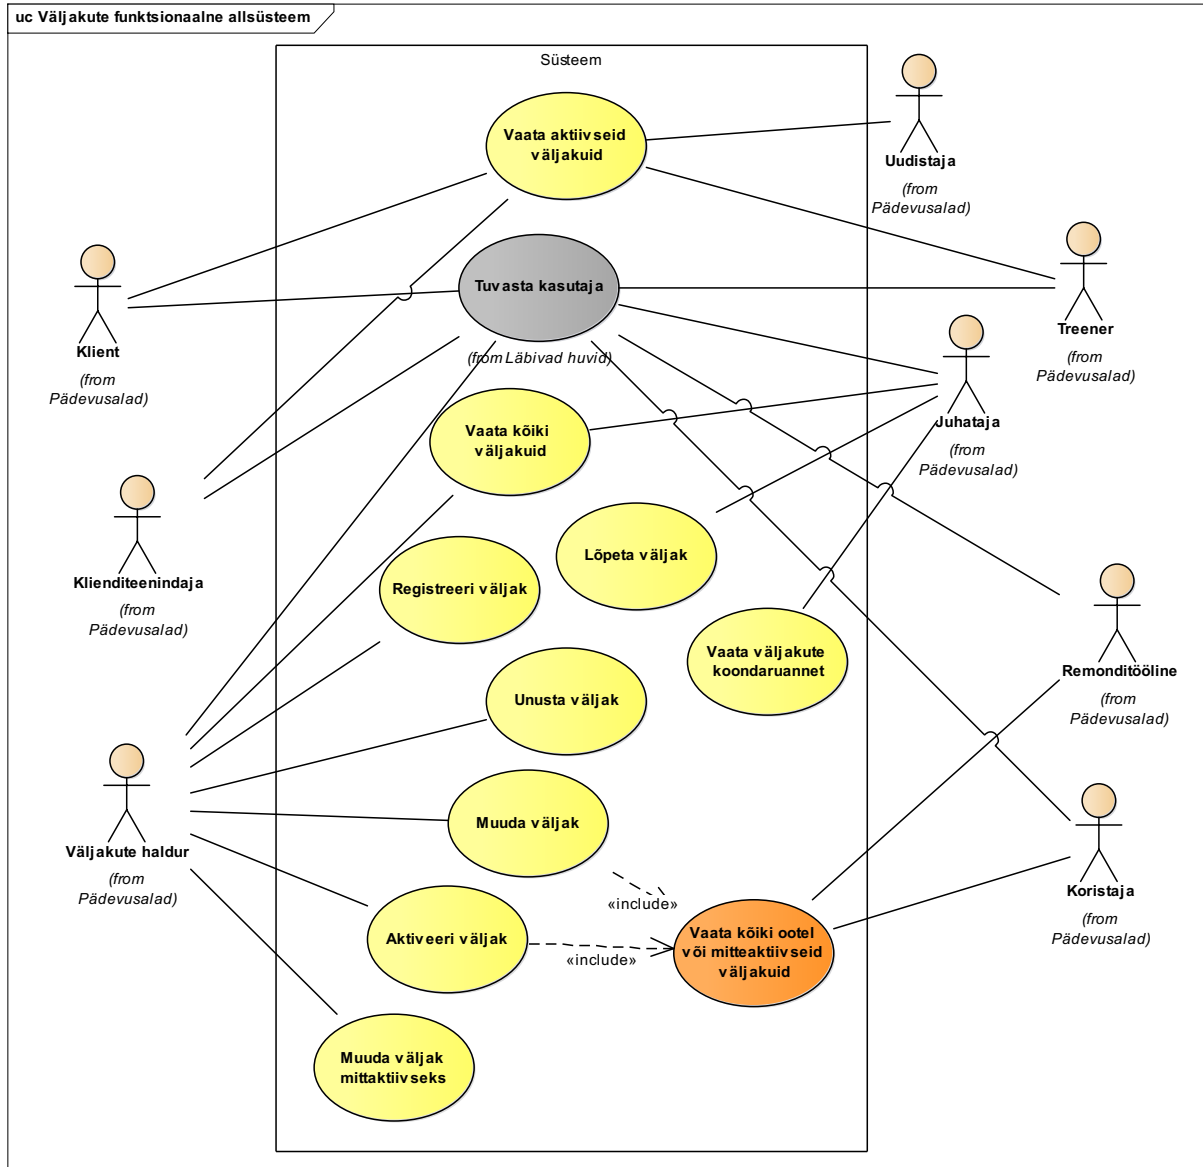 uc Väljakute funktsionaalne allsüsteem
Süsteem
Vaata aktiivseid
väljakuid
Uudistaja
(from
Pädevusalad)
Tuvasta kasutaja
(from Läbivad huvid)
Klient
(from
Pädevusalad)
Treener
(from
Pädevusalad)
Juhataja
(from
Pädevusalad)
Vaata kõiki
väljakuid
Klienditeenindaja
(from
Pädevusalad)
Lõpeta väljak
Registreeri väljak
Vaata väljakute
koondaruannet
Remonditööline
(from
Pädevusalad)
Unusta väljak
Muuda väljak
Väljakute haldur
(from
Pädevusalad)
«include»
Koristaja
(from
Pädevusalad)
Aktiveeri väljak
«include»
Vaata kõiki ootel
või mitteaktiivseid
väljakuid
Muuda väljak
mittaktiivseks